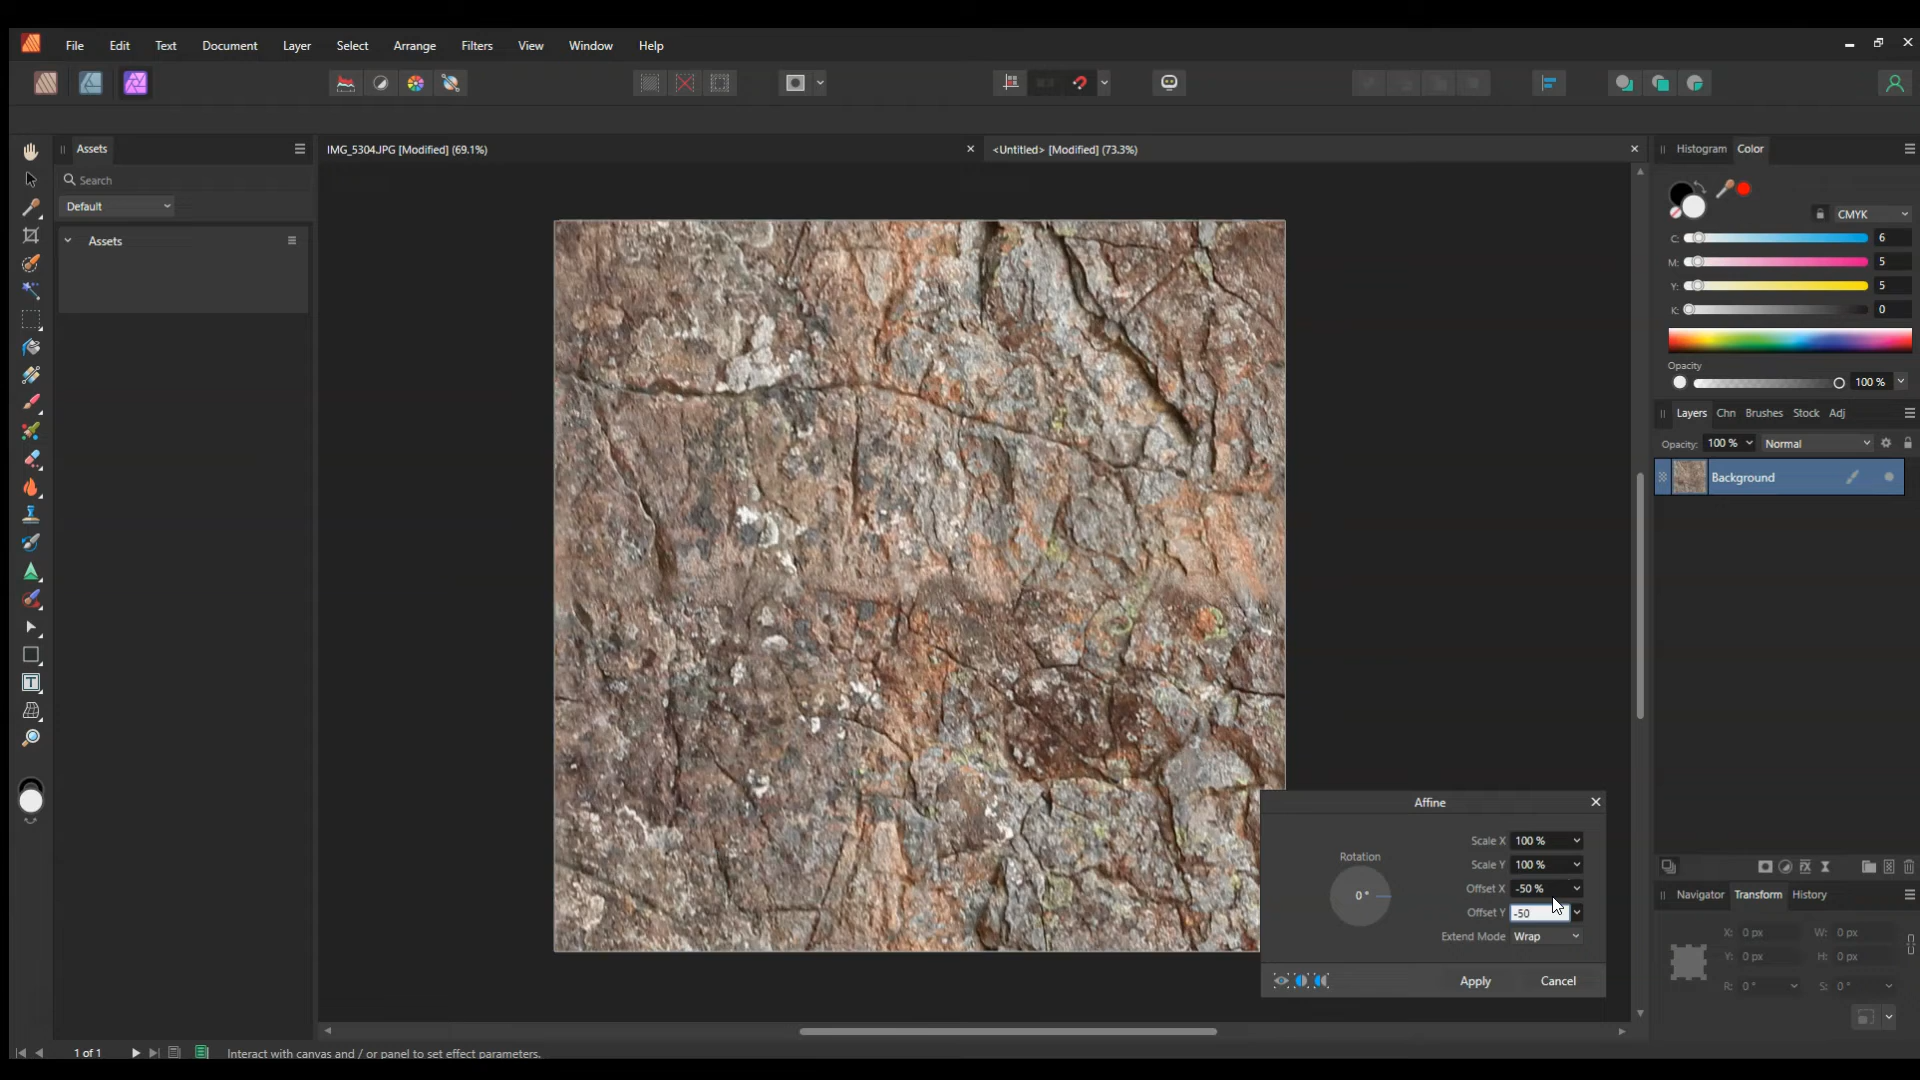 File Edit Text Document Layer Select Arrange Filters View Window Help
Assets
IMG_5304.JPG [Modified] (69.1%)
<Untitled> [Modified] (73.3%)
Histogram Color
Search
Default
Assets
CMYK
C: 6
M: 5
Y: 5
K: 0
Opacity
100 %
Layers Chn Brushes Stock Adj
Opacity: 100 % Normal
Background
Affine
Scale X 100 %
Rotation
Scale Y 100 %
0 °
Offset X -50 %
Offset Y -50
Extend Mode Wrap
Apply Cancel
Navigator Transform History
X: 0 px W: 0 px
Y: 0 px H: 0 px
R: 0 ° S: 0 °
1 of 1
Interact with canvas and / or panel to set effect parameters.